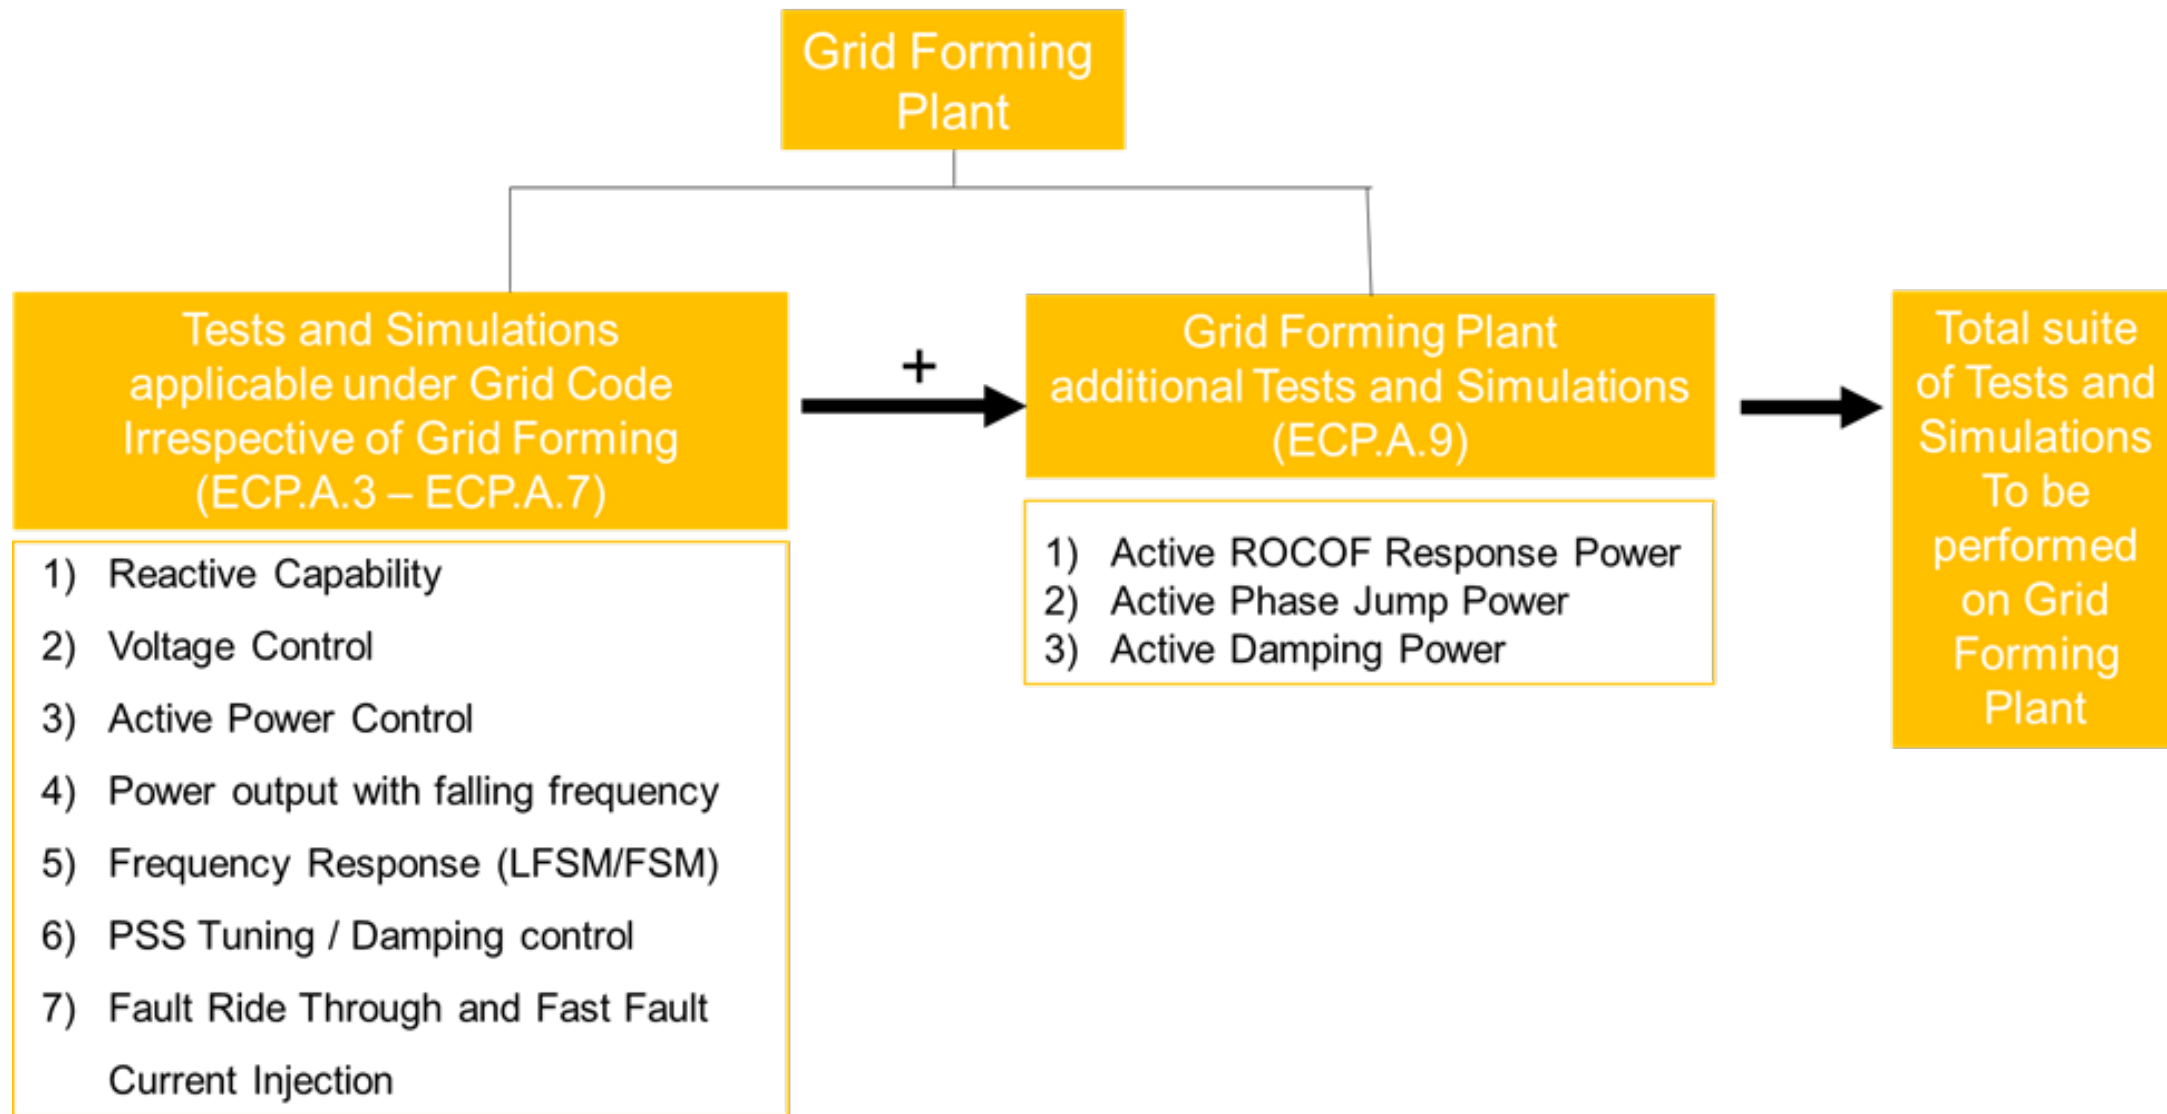 Grid Forming
Plant
Tests and Simulations
applicable under Grid Code
Irrespective of Grid Forming
(ECP.A.3 – ECP.A.7)
1) Reactive Capability
2) Voltage Control
3) Active Power Control
4) Power output with falling frequency
5) Frequency Response (LFSM/FSM)
6) PSS Tuning / Damping control
7) Fault Ride Through and Fast Fault
Current Injection
+
Grid Forming Plant
additional Tests and Simulations
(ECP.A.9)
1) Active ROCOF Response Power
2) Active Phase Jump Power
3) Active Damping Power
Total suite
of Tests and
Simulations
To be
performed
on Grid
Forming
Plant